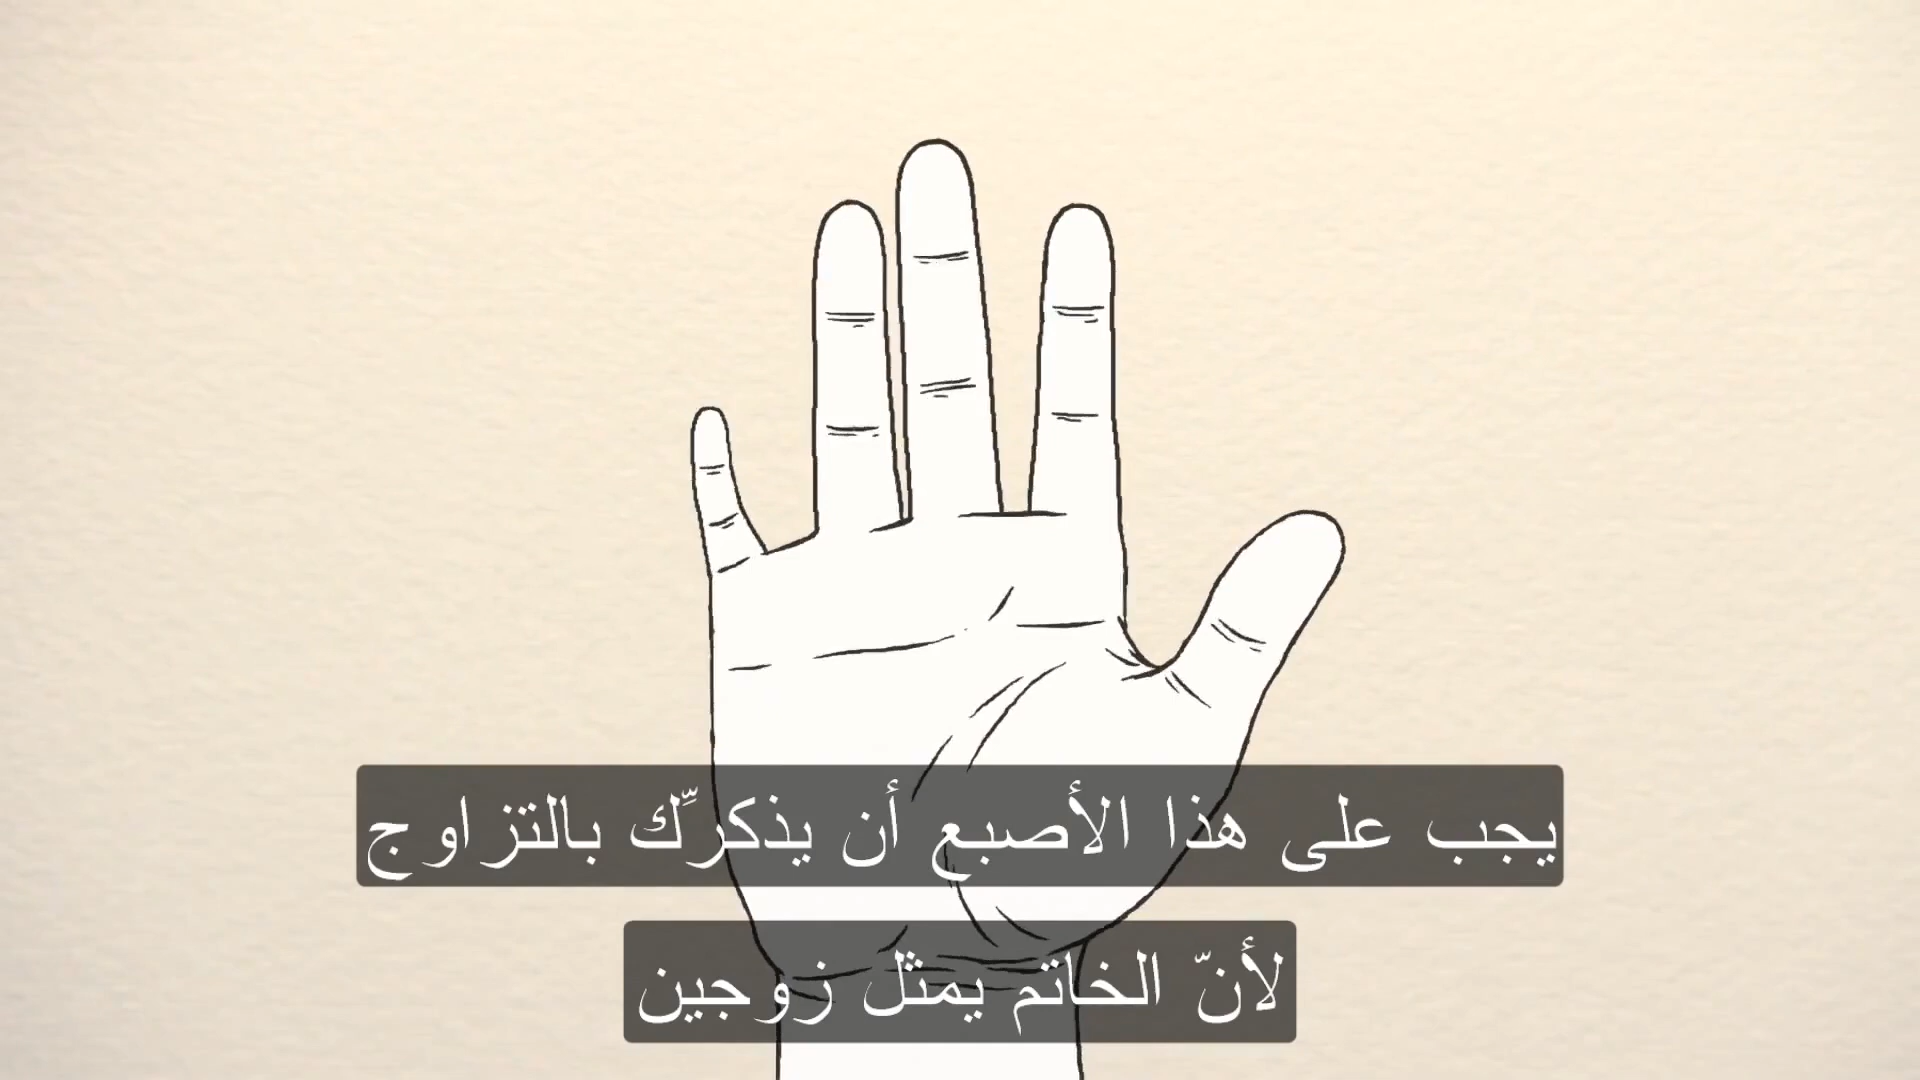 يجب على هذا الأصبع أن يذكرِّك بالتزاوج
لأنّ الخاتم يمثل زوجين